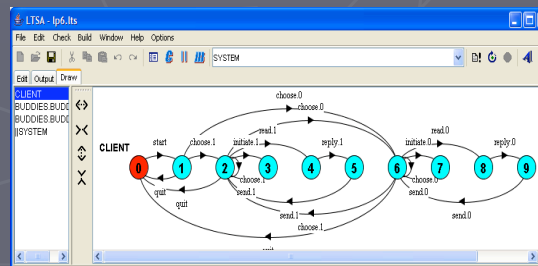 LTSA - lp6.lts
File Edit Check Build Window Help Options
SYSTEM
Edit Output Draw
CLIENT
BUDDIES.BUDD
BUDDIES.BUDD
||SYSTEM
CLIENT
choose.0
choose.0
start choose.1 initiate.1 read.1 reply.1 initiate.0 read.0 reply.0
0 1 2 3 4 5 6 7 8 9
quit choose.1 choose.0
quit send.1 send.0
send.1 send.0
choose.1
quit